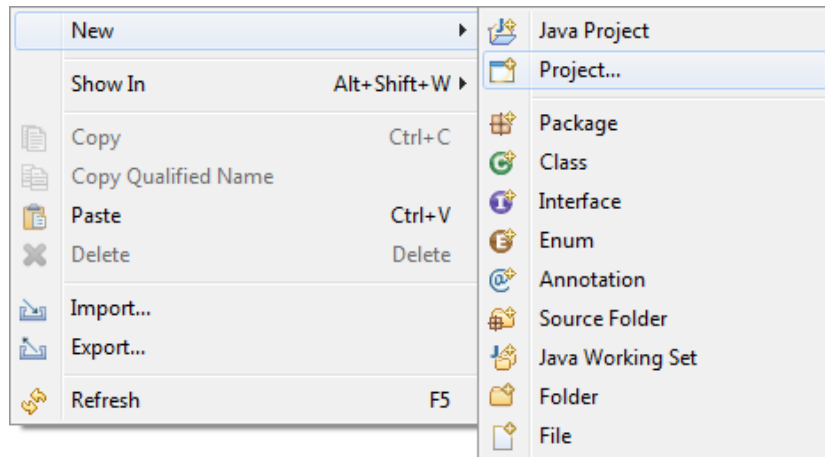 New
Show In Alt+Shift+W
Copy Ctrl+C
Copy Qualified Name
Paste Ctrl+V
Delete Delete
Import...
Export...
Refresh F5
Java Project
Project...
Package
Class
Interface
Enum
Annotation
Source Folder
Java Working Set
Folder
File